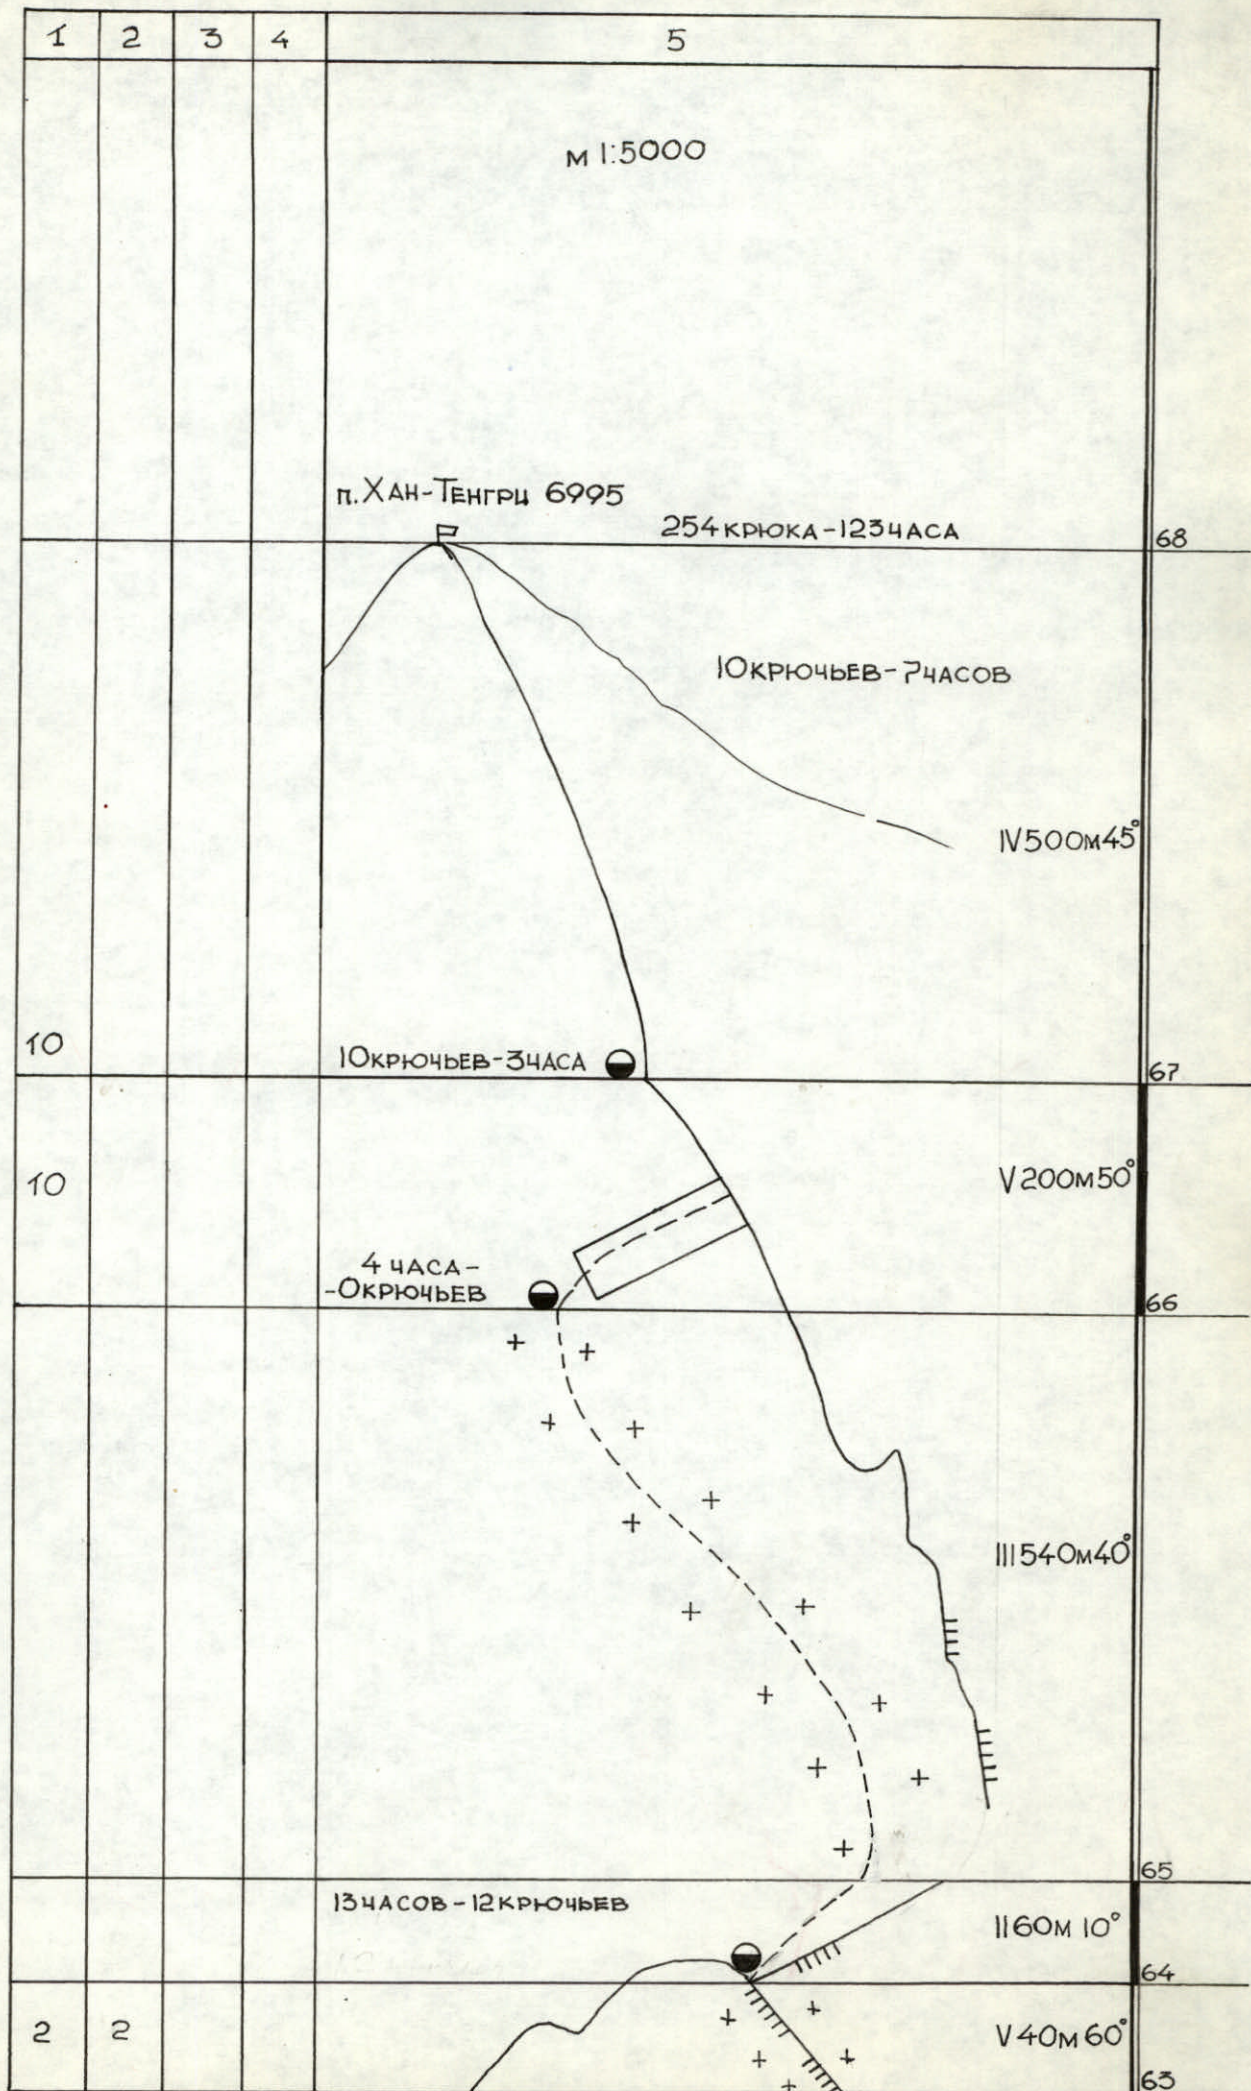 1 2 3 4 5
М 1:5000
п. ХАН-ТЕНГРИ 6995
254 КРЮКА-123 ЧАСА
68
10 КРЮЧЬЕВ-7 ЧАСОВ
IV 500М 45°
10
10 КРЮЧЬЕВ-3 ЧАСА
67
10
V 200М 50°
4 ЧАСА-
-0 КРЮЧЬЕВ
66
III 540М 40°
65
13 ЧАСОВ-12 КРЮЧЬЕВ
II 60М 10°
64
2 2
V 40М 60°
63